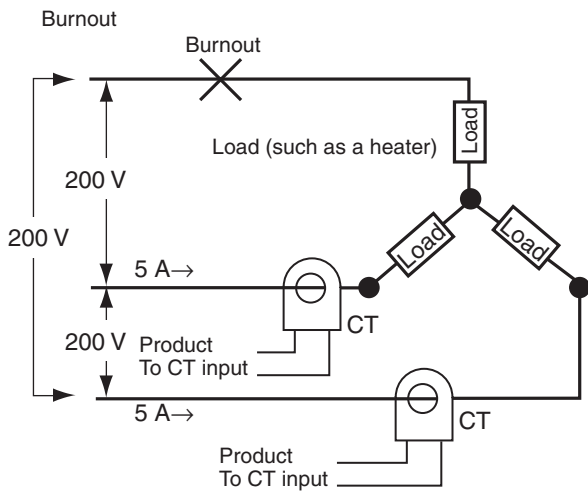 Burnout
Burnout
Load
Load (such as a heater)
200 V
200 V
Load
Load
5 A→
CT
200 V
Product
To CT input
5 A→
CT
Product
To CT input